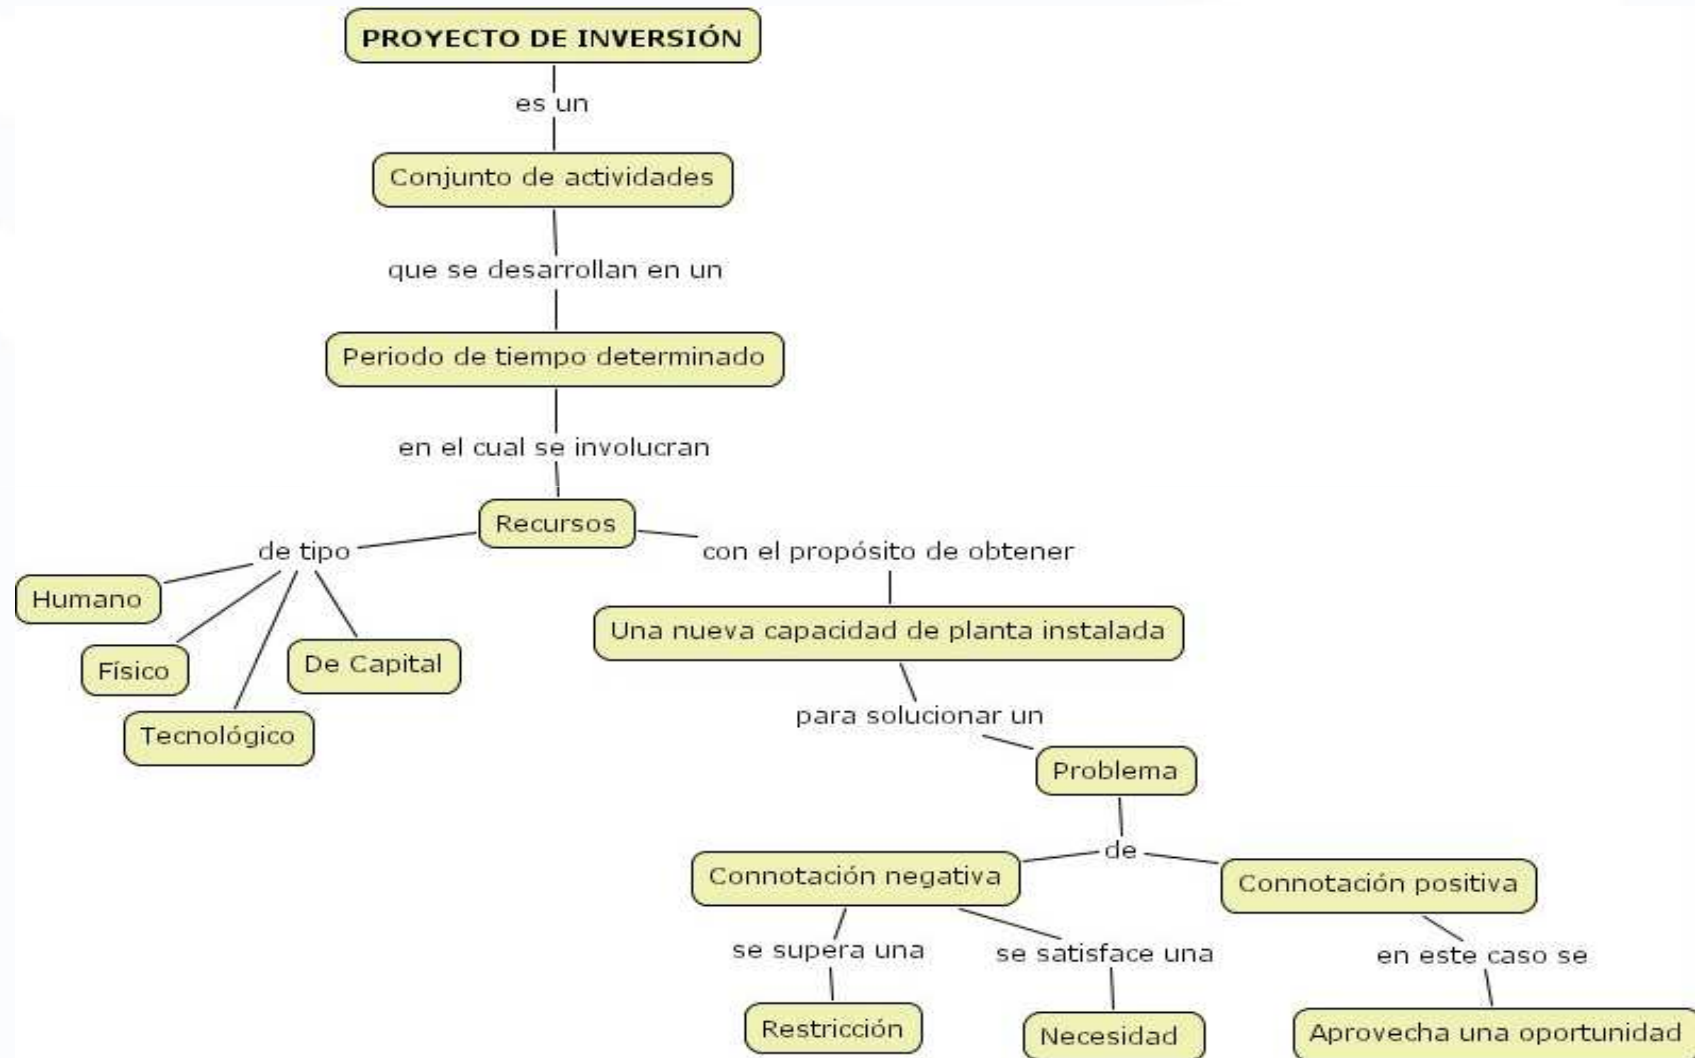 PROYECTO DE INVERSIÓN
es un
Conjunto de actividades
que se desarrollan en un
Periodo de tiempo determinado
en el cual se involucran
Recursos
de tipo
Humano
Físico
Tecnológico
De Capital
con el propósito de obtener
Una nueva capacidad de planta instalada
para solucionar un
Problema
de
Connotación negativa
se supera una
Restricción
se satisface una
Necesidad
Connotación positiva
en este caso se
Aprovecha una oportunidad